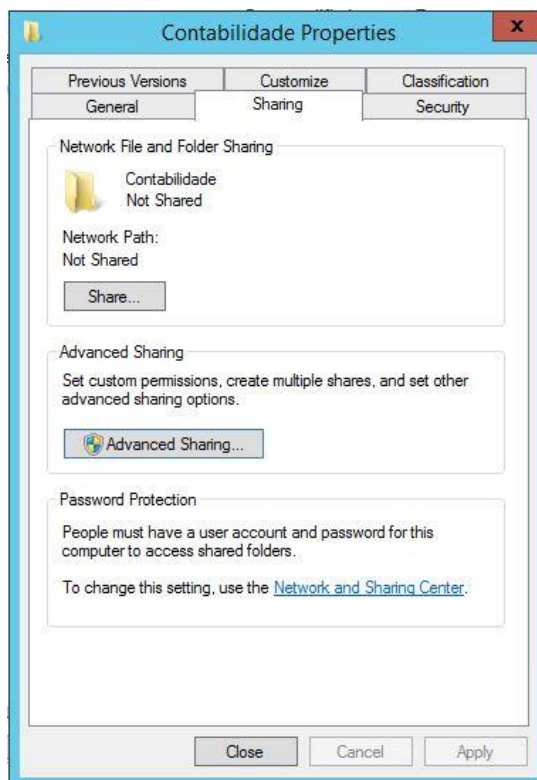 Contabilidade Properties
x
Previous Versions
Customize
Classification
General
Sharing
Security
Network File and Folder Sharing
Contabilidade
Not Shared
Network Path:
Not Shared
Share...
Advanced Sharing
Set custom permissions, create multiple shares, and set other
advanced sharing options.
Advanced Sharing...
Password Protection
People must have a user account and password for this
computer to access shared folders.
To change this setting, use the Network and Sharing Center.
Close
Cancel
Apply